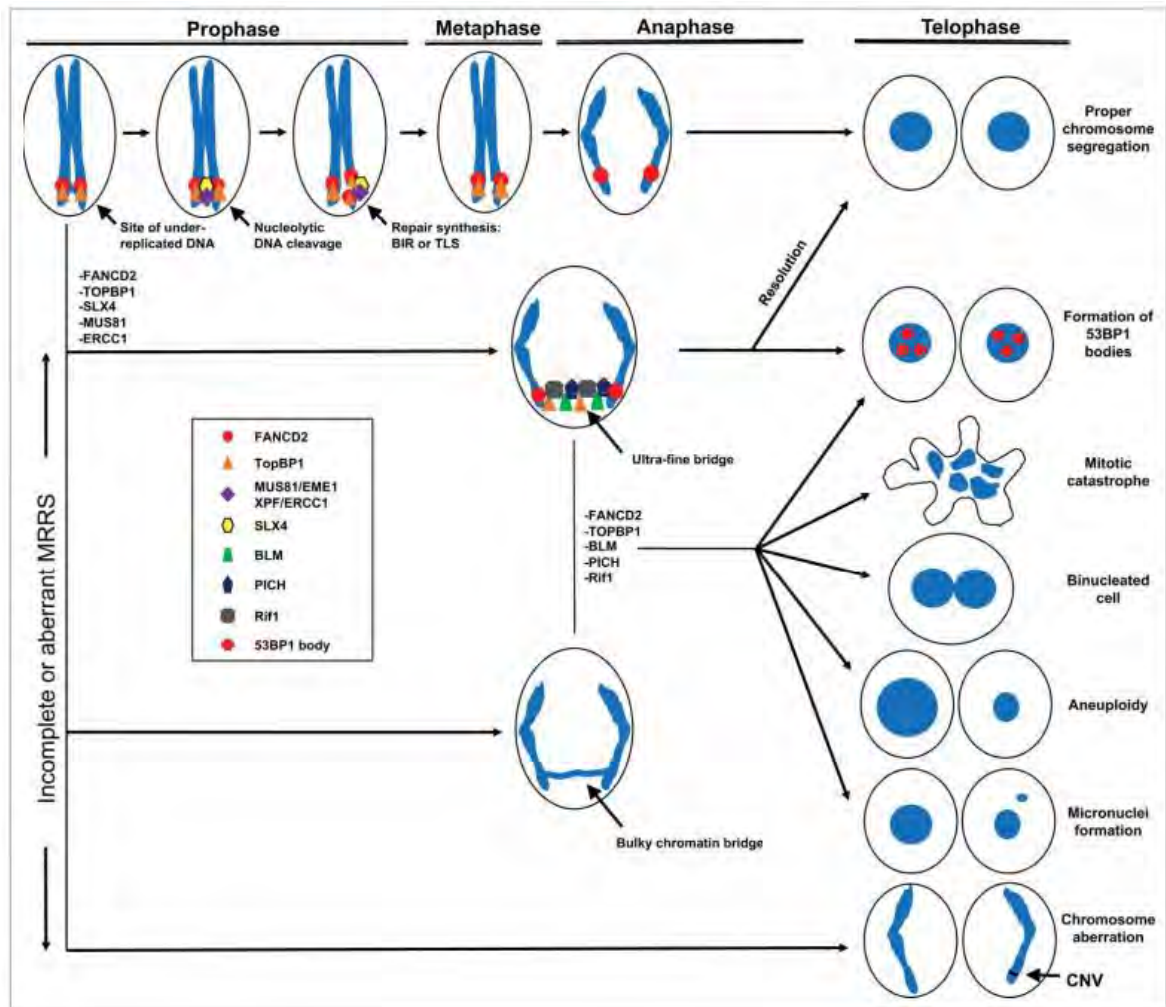 Prophase
Metaphase
Anaphase
Telophase
Proper
chromosome
segregation
Site of under-
replicated DNA
Nucleolytic
DNA cleavage
Repair synthesis:
BIR or TLS
-FANCD2
-TOPBP1
-SLX4
-MUS81
-ERCC1
Resolution
Formation of
53BP1
bodies
Ultra-fine bridge
Incomplete or aberrant MRRS
FANCD2
TopBP1
MUS81/EME1
XPF/ERCC1
SLX4
BLM
PICH
Rif1
53BP1 body
-FANCD2
-TOPBP1
-BLM
-PICH
-Rif1
Mitotic
catastrophe
Binucleated
cell
Aneuploidy
Bulky chromatin bridge
Micronuclei
formation
Chromosome
aberration
CNV